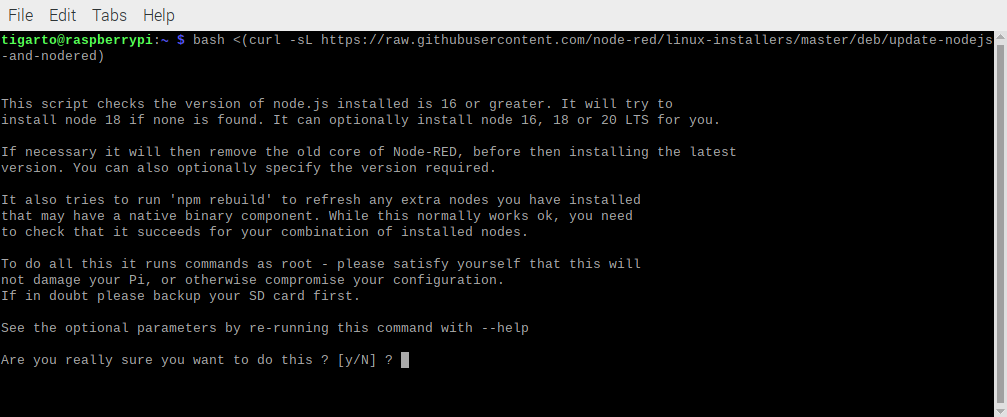 File Edit Tabs Help
tigarto@raspberrypi:~ $ bash <(curl -sL https://raw.githubusercontent.com/node-red/linux-installers/master/deb/update-nodejs
-and-nodered)
This script checks the version of node.js installed is 16 or greater. It will try to
install node 18 if none is found. It can optionally install node 16, 18 or 20 LTS for you.
If necessary it will then remove the old core of Node-RED, before then installing the latest
version. You can also optionally specify the version required.
It also tries to run 'npm rebuild' to refresh any extra nodes you have installed
that may have a native binary component. While this normally works ok, you need
to check that it succeeds for your combination of installed nodes.
To do all this it runs commands as root - please satisfy yourself that this will
not damage your Pi, or otherwise compromise your configuration.
If in doubt please backup your SD card first.
See the optional parameters by re-running this command with --help
Are you really sure you want to do this ? [y/N] ?